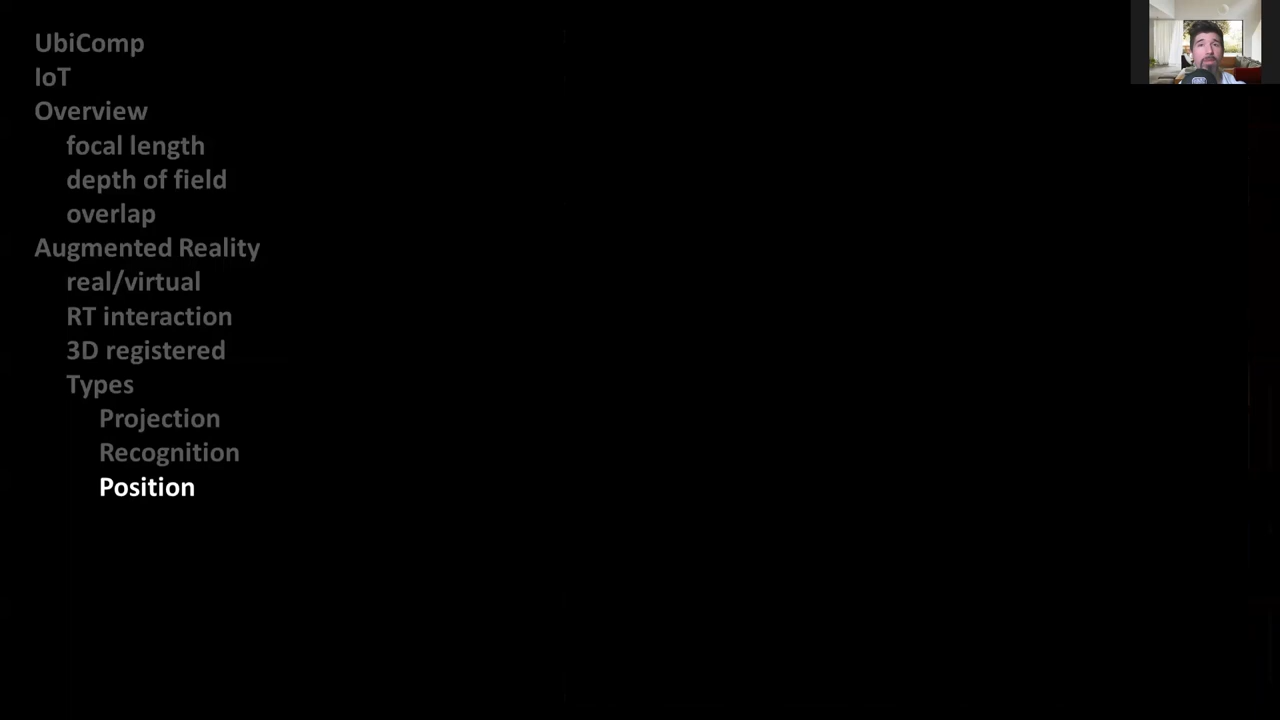 UbiComp
IoT
Overview
focal length
depth of field
overlap
Augmented Reality
real/virtual
RT interaction
3D registered
Types
Projection
Recognition
Position